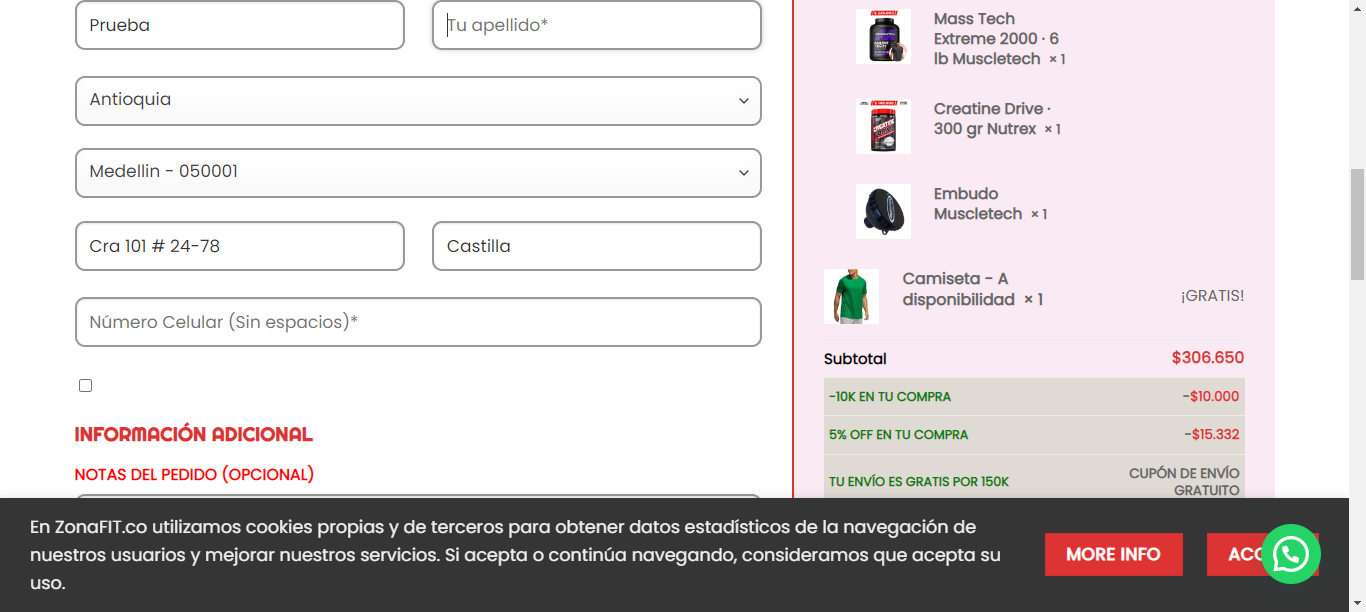 Prueba
Tu apellido*
Antioquia
Medellin - 050001
Cra 101 # 24-78
Castilla
Número Celular (Sin espacios)*
INFORMACIÓN ADICIONAL
NOTAS DEL PEDIDO (OPCIONAL)
Mass Tech
Extreme 2000 · 6
lb Muscletech × 1
Creatine Drive ·
300 gr Nutrex × 1
Embudo
Muscletech × 1
Camiseta - A
disponibilidad × 1
¡GRATIS!
Subtotal
$306.650
-10K EN TU COMPRA
-$10.000
5% OFF EN TU COMPRA
-$15.332
TU ENVÍO ES GRATIS POR 150K
CUPÓN DE ENVÍO
GRATUITO
En ZonaFIT.co utilizamos cookies propias y de terceros para obtener datos estadísticos de la navegación de
nuestros usuarios y mejorar nuestros servicios. Si acepta o continúa navegando, consideramos que acepta su
uso.
MORE INFO